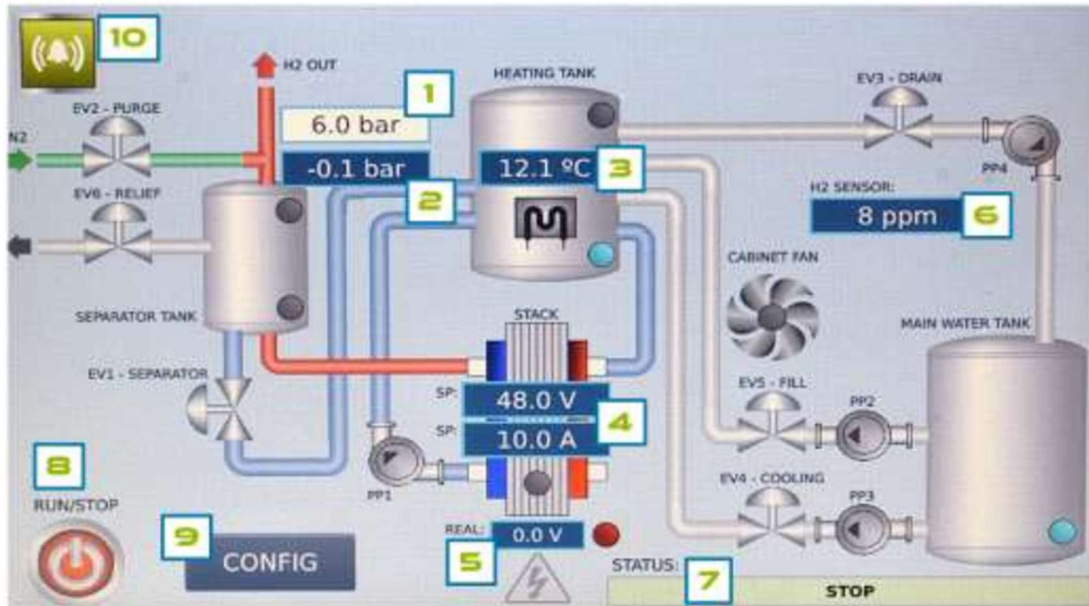 10
H2 OUT
HEATING TANK
EV3 - DRAIN
EV2 - PURGE
1
6.0 bar
N2
-0.1 bar
12.1 ºC
3
PP4
EV6 - RELIEF
2
H2 SENSOR:
8 ppm
6
CABINET FAN
SEPARATOR TANK
STACK
MAIN WATER TANK
EV1 - SEPARATOR
EV5 - FILL
PP2
SP:
48.0 V
4
SP:
10.0 A
8
PP1
EV4 - COOLING
PP3
RUN/STOP
9
CONFIG
REAL:
0.0 V
5
STATUS:
7
STOP